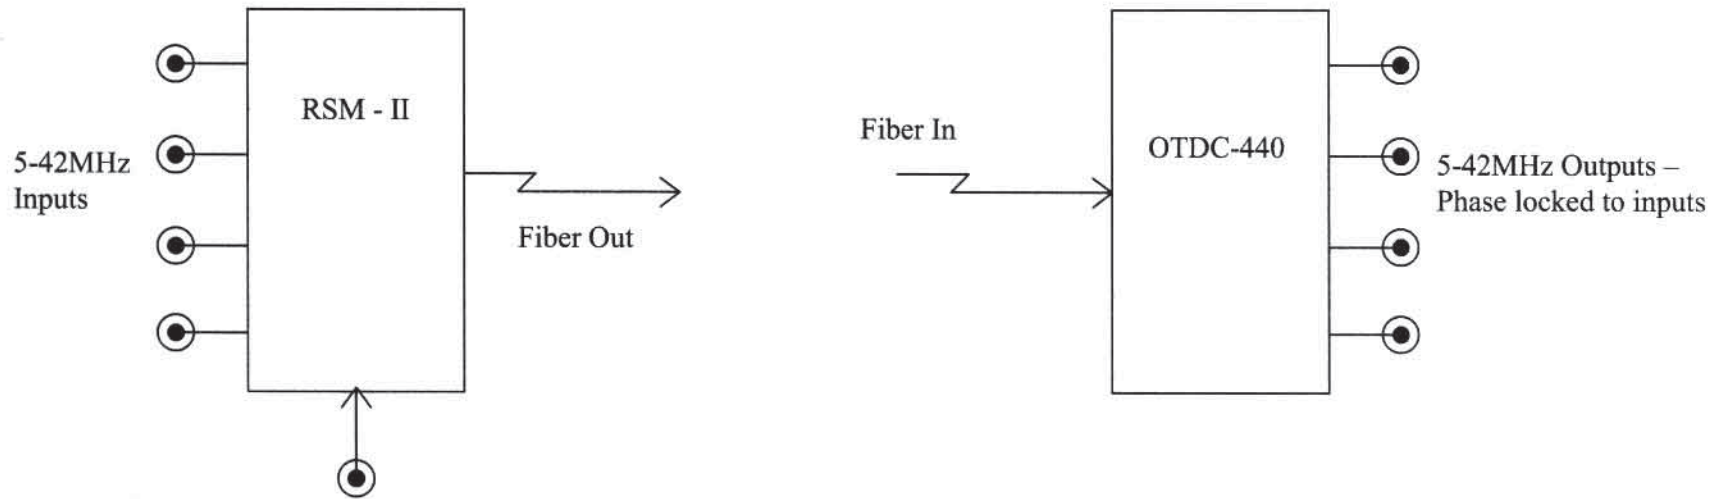 RSM - II
5-42MHz
Inputs
Fiber Out
Fiber In
OTDC-440
5-42MHz Outputs –
Phase locked to inputs